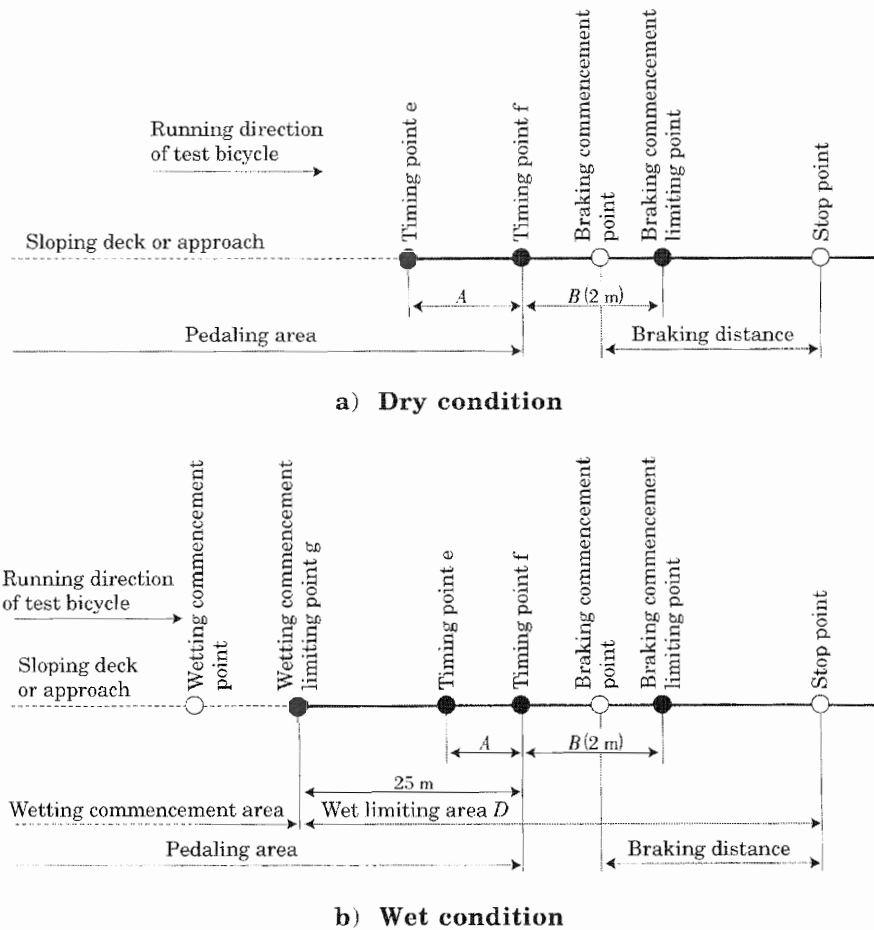 Timing point e
Timing point f
Braking commencement
point
Braking commencement
limiting point
Stop point
Running direction
of test bicycle
Sloping deck or approach
A
B (2 m)
Pedaling area
Braking distance
a) Dry condition
Wetting commencement
point
Wetting commencement
limiting point g
Timing point e
Timing point f
Braking commencement
point
Braking commencement
limiting point
Stop point
Running direction
of test bicycle
Sloping deck
or approach
A
B (2 m)
25 m
Wetting commencement area
Wet limiting area D
Pedaling area
Braking distance
b) Wet condition